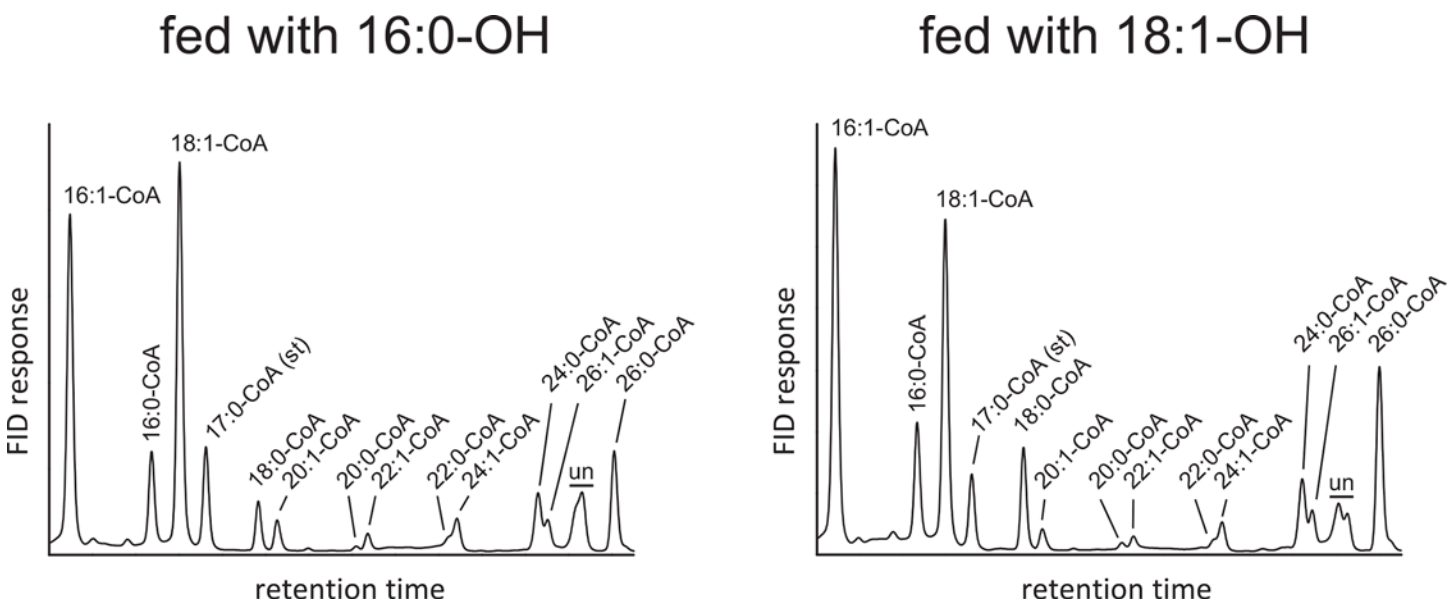 fed with 16:0-OH
FID response
16:1-CoA
16:0-CoA
18:1-CoA
17:0-CoA (st)
18:0-CoA
20:1-CoA
20:0-CoA
22:1-CoA
22:0-CoA
24:1-CoA
24:0-CoA
26:1-CoA
un
26:0-CoA
retention time
fed with 18:1-OH
FID response
16:1-CoA
16:0-CoA
18:1-CoA
17:0-CoA (st)
18:0-CoA
20:1-CoA
20:0-CoA
22:1-CoA
22:0-CoA
24:1-CoA
24:0-CoA
26:1-CoA
un
26:0-CoA
retention time